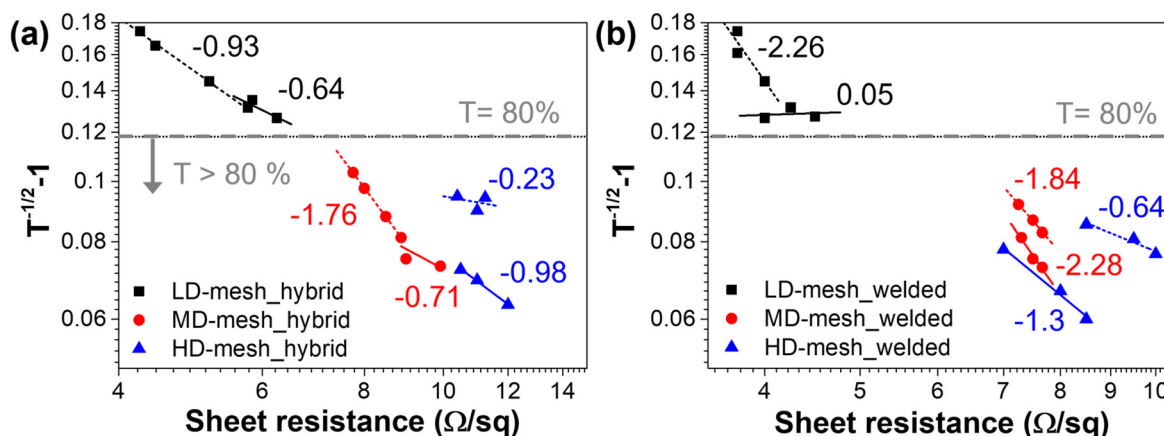 (a)
0.18
0.16
0.14
0.12
0.1
0.08
0.06
T^-1/2-1
-0.93
-0.64
T= 80%
T > 80 %
-1.76
-0.23
-0.98
-0.71
LD-mesh_hybrid
MD-mesh_hybrid
HD-mesh_hybrid
4 6 8 10 12 14
Sheet resistance (Ω/sq)
(b)
0.18
0.16
0.14
0.12
0.1
0.08
0.06
T^-1/2-1
-2.26
0.05
T= 80%
-1.84
-0.64
-2.28
-1.3
LD-mesh_welded
MD-mesh_welded
HD-mesh_welded
4 5 6 7 8 9 10
Sheet resistance (Ω/sq)